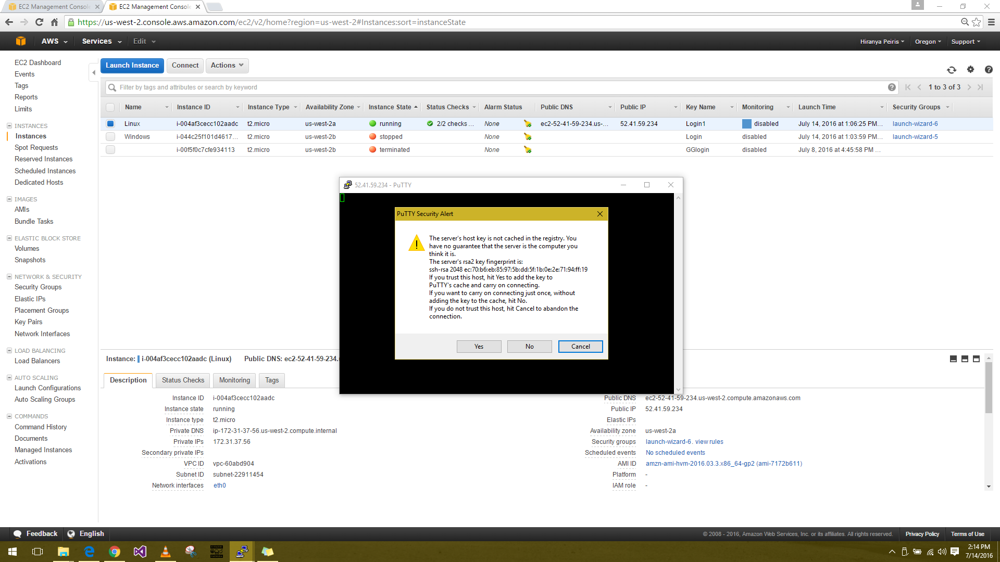 EC2 Management Console
EC2 Management Console
https://us-west-2.console.aws.amazon.com/ec2/v2/home?region=us-west-2#Instances:sort=instanceState
AWS Services Edit Hiranya Peiris Oregon Support
EC2 Dashboard
Events
Tags
Reports
Limits
INSTANCES
Instances
Spot Requests
Reserved Instances
Scheduled Instances
Dedicated Hosts
IMAGES
AMIs
Bundle Tasks
ELASTIC BLOCK STORE
Volumes
Snapshots
NETWORK & SECURITY
Security Groups
Elastic IPs
Placement Groups
Key Pairs
Network Interfaces
LOAD BALANCING
Load Balancers
AUTO SCALING
Launch Configurations
Auto Scaling Groups
COMMANDS
Command History
Documents
Managed Instances
Activations
Launch Instance Connect Actions
Filter by tags and attributes or search by keyword 1 to 3 of 3
Name Instance ID Instance Type Availability Zone Instance State Status Checks Alarm Status Public DNS Public IP Key Name Monitoring Launch Time Security Groups
Linux i-004af3cecc102aadc t2.micro us-west-2a running 2/2 checks ... None ec2-52-41-59-234.us-... 52.41.59.234 Login1 disabled July 14, 2016 at 1:06:25 PM... launch-wizard-6
Windows i-044c25f101d4617... t2.micro us-west-2b stopped None Login disabled July 14, 2016 at 1:03:59 PM... launch-wizard-5
i-00f5f0c7cfe934113 t2.micro us-west-2b terminated None GGlogin disabled July 8, 2016 at 4:45:58 PM ...
52.41.59.234 - PuTTY
PuTTY Security Alert
The server's host key is not cached in the registry. You
have no guarantee that the server is the computer you
think it is.
The server's rsa2 key fingerprint is:
ssh-rsa 2048 ec:70:b6:eb:85:97:5b:dd:5f:1b:0e:2e:71:94:ff:19
If you trust this host, hit Yes to add the key to
PuTTY's cache and carry on connecting.
If you want to carry on connecting just once, without
adding the key to the cache, hit No.
If you do not trust this host, hit Cancel to abandon the
connection.
Yes No Cancel
Instance: i-004af3cecc102aadc (Linux) Public DNS: ec2-52-41-59-234.
Description Status Checks Monitoring Tags
Instance ID i-004af3cecc102aadc
Instance state running
Instance type t2.micro
Private DNS ip-172-31-37-56.us-west-2.compute.internal
Private IPs 172.31.37.56
Secondary private IPs
VPC ID vpc-60abd904
Subnet ID subnet-22911454
Network interfaces eth0
Public DNS ec2-52-41-59-234.us-west-2.compute.amazonaws.com
Public IP 52.41.59.234
Elastic IPs
Availability zone us-west-2a
Security groups launch-wizard-6. view rules
Scheduled events No scheduled events
AMI ID amzn-ami-hvm-2016.03.3.x86_64-gp2 (ami-7172b611)
Platform -
IAM role -
Feedback English © 2008 - 2016, Amazon Web Services, Inc. or its affiliates. All rights reserved. Privacy Policy Terms of Use
2:14 PM
7/14/2016